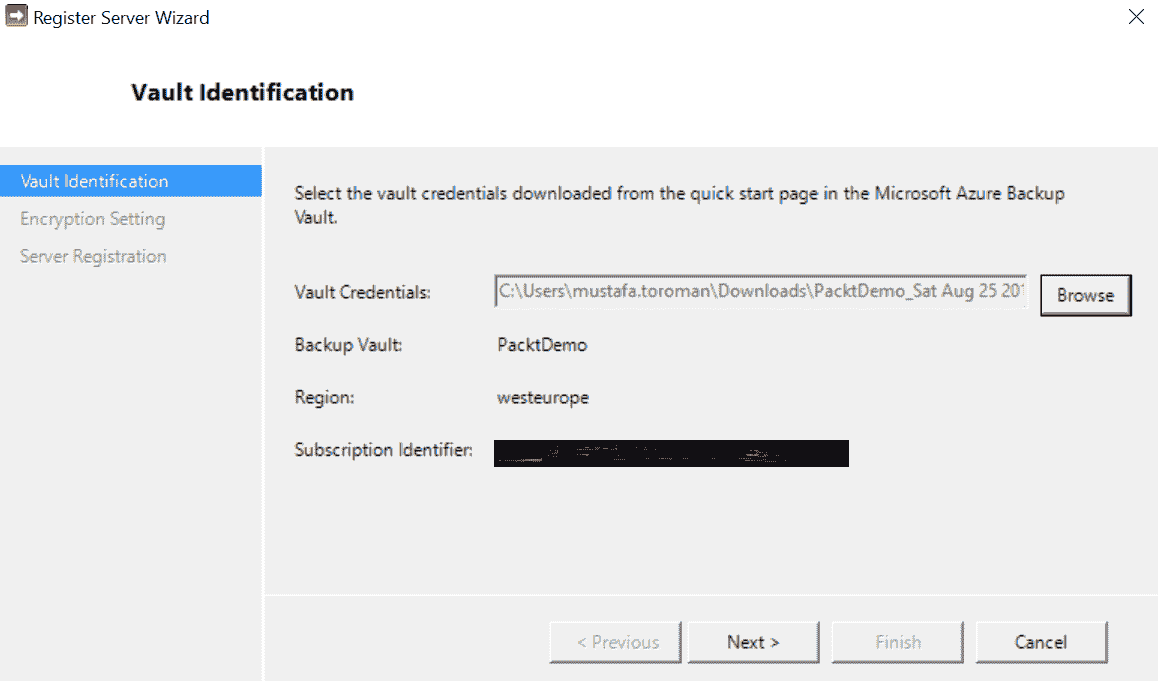 Register Server Wizard
Vault Identification
Vault Identification
Encryption Setting
Server Registration
Select the vault credentials downloaded from the quick start page in the Microsoft Azure Backup
Vault.
Vault Credentials:
C:\Users\mustafa.toroman\Downloads\PacktDemo_Sat Aug 25 201
Browse
Backup Vault:
PacktDemo
Region:
westeurope
Subscription Identifier:
< Previous
Next >
Finish
Cancel